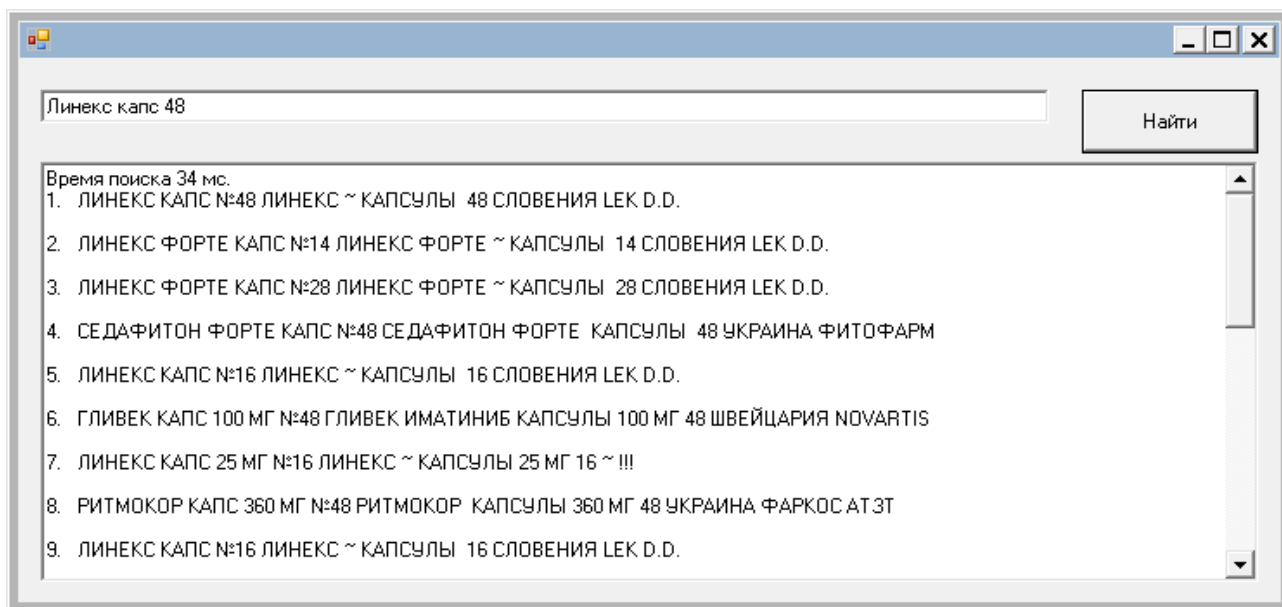 Линекс капс 48
Найти
Время поиска 34 мс.
1. ЛИНЕКС КАПС №48 ЛИНЕКС ~ КАПСУЛЫ 48 СЛОВЕНИЯ LEK D.D.
2. ЛИНЕКС ФОРТЕ КАПС №14 ЛИНЕКС ФОРТЕ ~ КАПСУЛЫ 14 СЛОВЕНИЯ LEK D.D.
3. ЛИНЕКС ФОРТЕ КАПС №28 ЛИНЕКС ФОРТЕ ~ КАПСУЛЫ 28 СЛОВЕНИЯ LEK D.D.
4. СЕДАФИТОН ФОРТЕ КАПС №48 СЕДАФИТОН ФОРТЕ КАПСУЛЫ 48 УКРАИНА ФИТОФАРМ
5. ЛИНЕКС КАПС №16 ЛИНЕКС ~ КАПСУЛЫ 16 СЛОВЕНИЯ LEK D.D.
6. ГЛИВЕК КАПС 100 МГ №48 ГЛИВЕК ИМАТИНИБ КАПСУЛЫ 100 МГ 48 ШВЕЙЦАРИЯ NOVARTIS
7. ЛИНЕКС КАПС 25 МГ №16 ЛИНЕКС ~ КАПСУЛЫ 25 МГ 16 ~ !!!
8. РИТМОКОР КАПС 360 МГ №48 РИТМОКОР КАПСУЛЫ 360 МГ 48 УКРАИНА ФАРКОС АТЗТ
9. ЛИНЕКС КАПС №16 ЛИНЕКС ~ КАПСУЛЫ 16 СЛОВЕНИЯ LEK D.D.